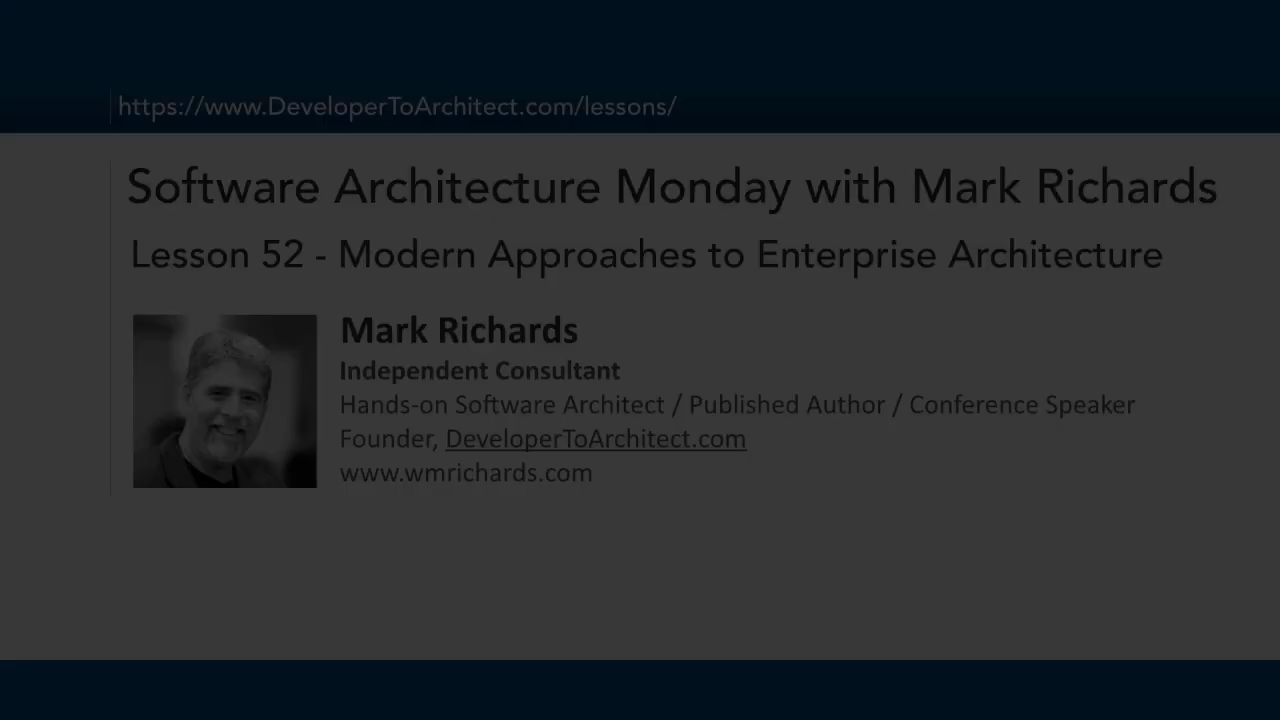 https://www.DeveloperToArchitect.com/lessons/
Software Architecture Monday with Mark Richards
Lesson 52 - Modern Approaches to Enterprise Architecture
Mark Richards
Independent Consultant
Hands-on Software Architect / Published Author / Conference Speaker
Founder, DeveloperToArchitect.com
www.wmrichards.com